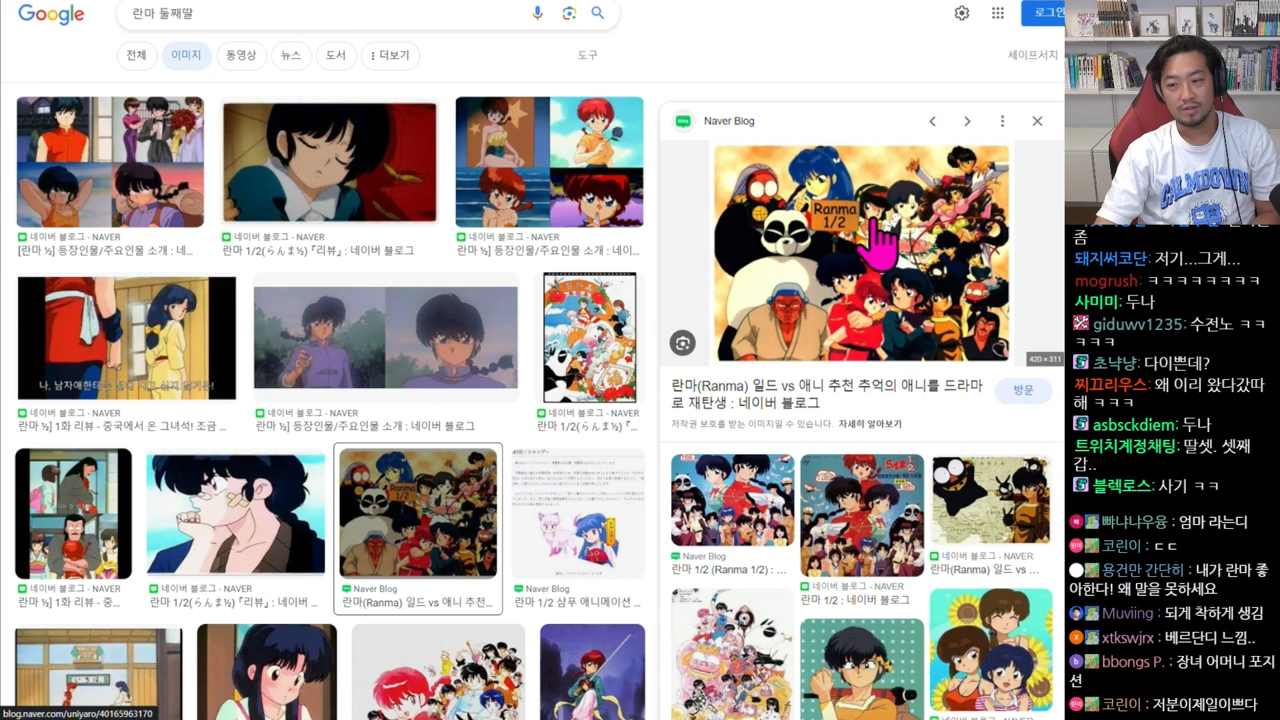 Google
란마 둘째딸
로그인
전체
이미지
동영상
뉴스
도서
더보기
도구
세이프서치
네이버 블로그 - NAVER
[란마 ½] 등장인물/주요인물 소개 : 네...
네이버 블로그 - NAVER
란마 1/2(らんま½)『리뷰』 : 네이버 블로그
네이버 블로그 - NAVER
[란마 ½] 등장인물/주요인물 소개 : 네이...
네이버 블로그 - NAVER
란마 ½] 1화 리뷰 - 중국에서 온 그녀석! 조금 ...
네이버 블로그 - NAVER
란마 ½] 등장인물/주요인물 소개 : 네이버 블로그
네이버 블로그 - NAVER
란마 1/2(らんま½)『...
네이버 블로그 - NAVER
란마 ½] 1화 리뷰 - 중...
네이버 블로그 - NAVER
란마 1/2(らんま½)『리뷰』 : 네이버 ...
Ranma
1/2
Naver Blog
란마(Ranma) 일드 vs 애니 추천...
네이버 블로그 - NAVER
란마 1/2 샴푸 애니메이션 ...
blog.naver.com/uniyaro/40165963170
Naver Blog
Ranma
1/2
420 × 311
란마(Ranma) 일드 vs 애니 추천 추억의 애니를 드라마
로 재탄생 : 네이버 블로그
방문
저작권 보호를 받는 이미지일 수 있습니다. 자세히 알아보기
Naver Blog
란마 1/2 (Ranma 1/2) : ...
네이버 블로그 - NAVER
란마 1/2 : 네이버 블로그
네이버 블로그 - NAVER
란마(Ranma) 일드 vs ...
좀
돼지써코단: 저기...그게...
mogrush: ㅋㅋㅋㅋㅋㅋㅋㅋ
사미미: 두나
giduwv1235: 수전노 ㅋㅋ
ㅋㅋㅋㅋ
초냑냥: 다이쁜데?
찌끄리우스: 왜 이리 왔다갔따
해 ㅋㅋㅋ
asbsckdiem: 두나
트위치계정채팅: 딸셋. 셋째
갑..
블렉로스: 사기 ㅋㅋ
빠냐냐우융 : 엄마 라는디
코린이 : ㄷㄷ
용건만 간단히 : 내가 란마 좋
아한다! 왜 말을 못하세요
Muviing : 되게 착하게 생김
xtkswjrx : 베르단디 느낌..
bbongs P. : 장녀 어머니 포지
션
코린이 : 저분이제일이쁘다